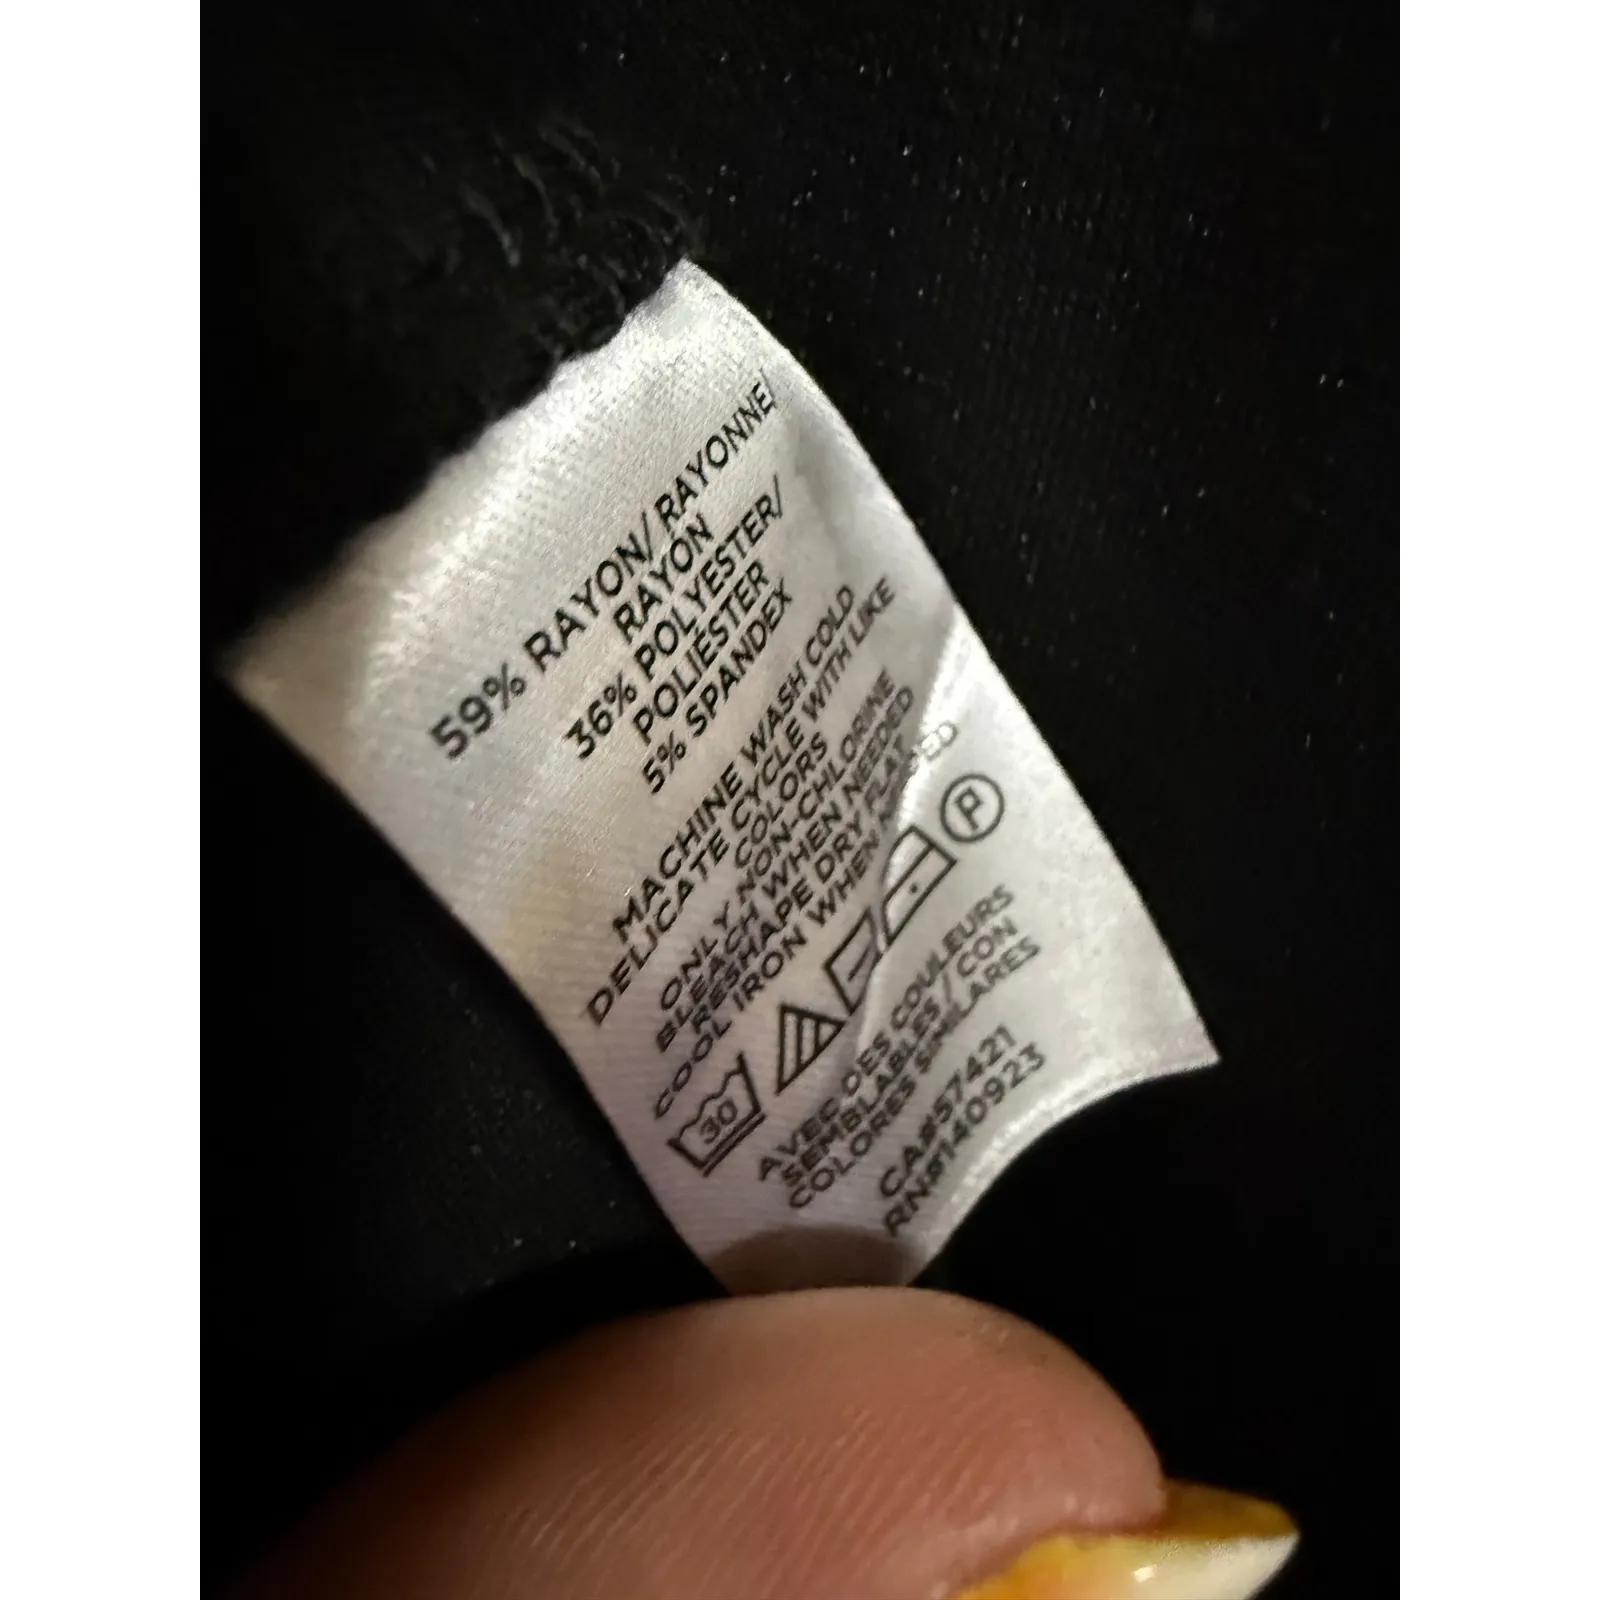 59% RAYON/ RAYONNE/
RAYON
36% POLYESTER/
POLIÉSTER
5% SPANDEX
MACHINE WASH COLD
DELICATE CYCLE WITH LIKE
COLORS
ONLY NON-CHLORINE
BLEACH WHEN NEEDED
RESHAPE DRY FLAT
COOL IRON WHEN
30
P
AVEC DES COULEURS
SEMBLABLES / CON
COLORES SIMILARES
CA#57421
RN#140923